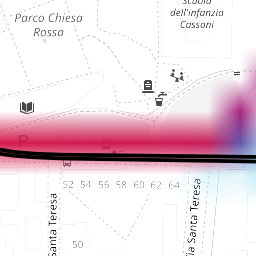 Scuola
dell'infanzia
Cassoni
Parco Chiesa
Rossa
P
52 54 56 58 60 62 64
Santa Teresa
ia Santa Teresa
50